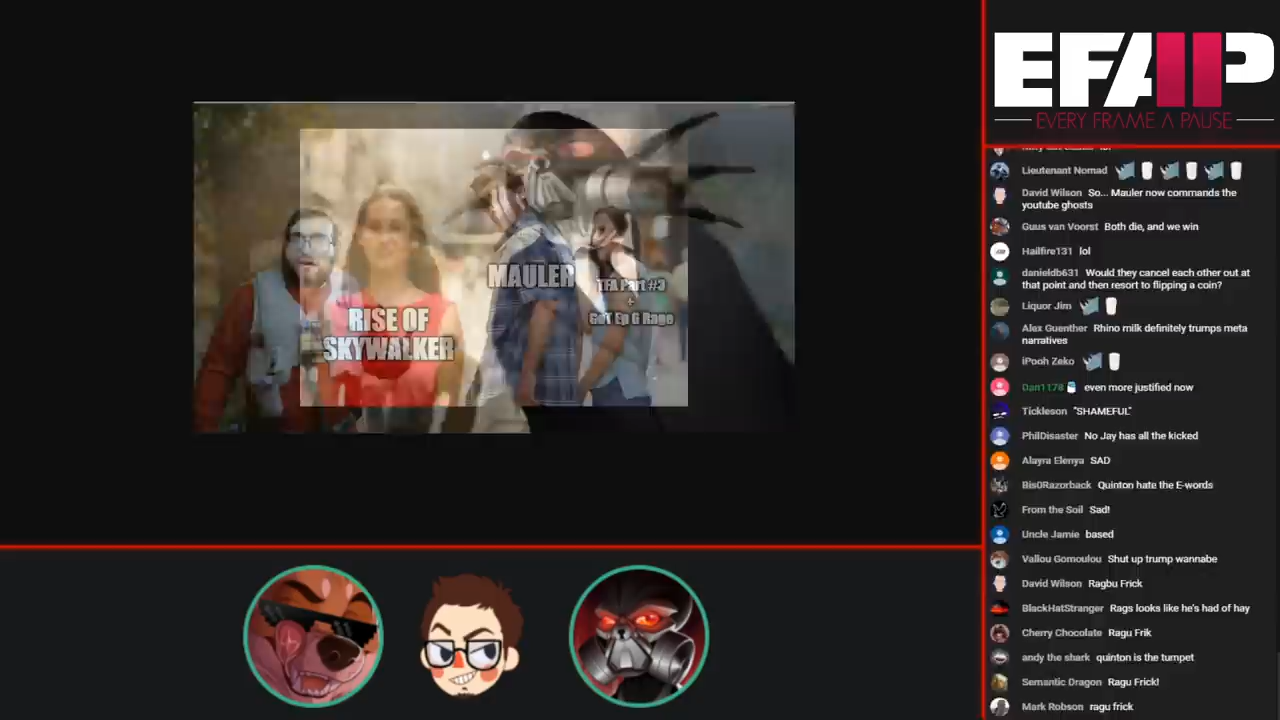 EFAP
EVERY FRAME A PAUSE
RISE OF
SKYWALKER
MAULER
TFA Part #3
+
GoT Ep 6 Rage
Lieutenant Nomad
David Wilson So... Mauler now commands the
youtube ghosts
Guus van Voorst Both die, and we win
Hailfire131 lol
danieldb631 Would they cancel each other out at
that point and then resort to flipping a coin?
Liquor Jim
Alex Guenther Rhino milk definitely trumps meta
narratives
iPooh Zeko
Dan1178 even more justified now
Tickleson "SHAMEFUL"
PhilDisaster No Jay has all the kicked
Alayra Elenya SAD
Bis0Razorback Quinton hate the E-words
From the Soil Sad!
Uncle Jamie based
Vallou Gomoulou Shut up trump wannabe
David Wilson Ragbu Frick
BlackHatStranger Rags looks like he's had of hay
Cherry Chocolate Ragu Frik
andy the shark quinton is the tumpet
Semantic Dragon Ragu Frick!
Mark Robson ragu frick